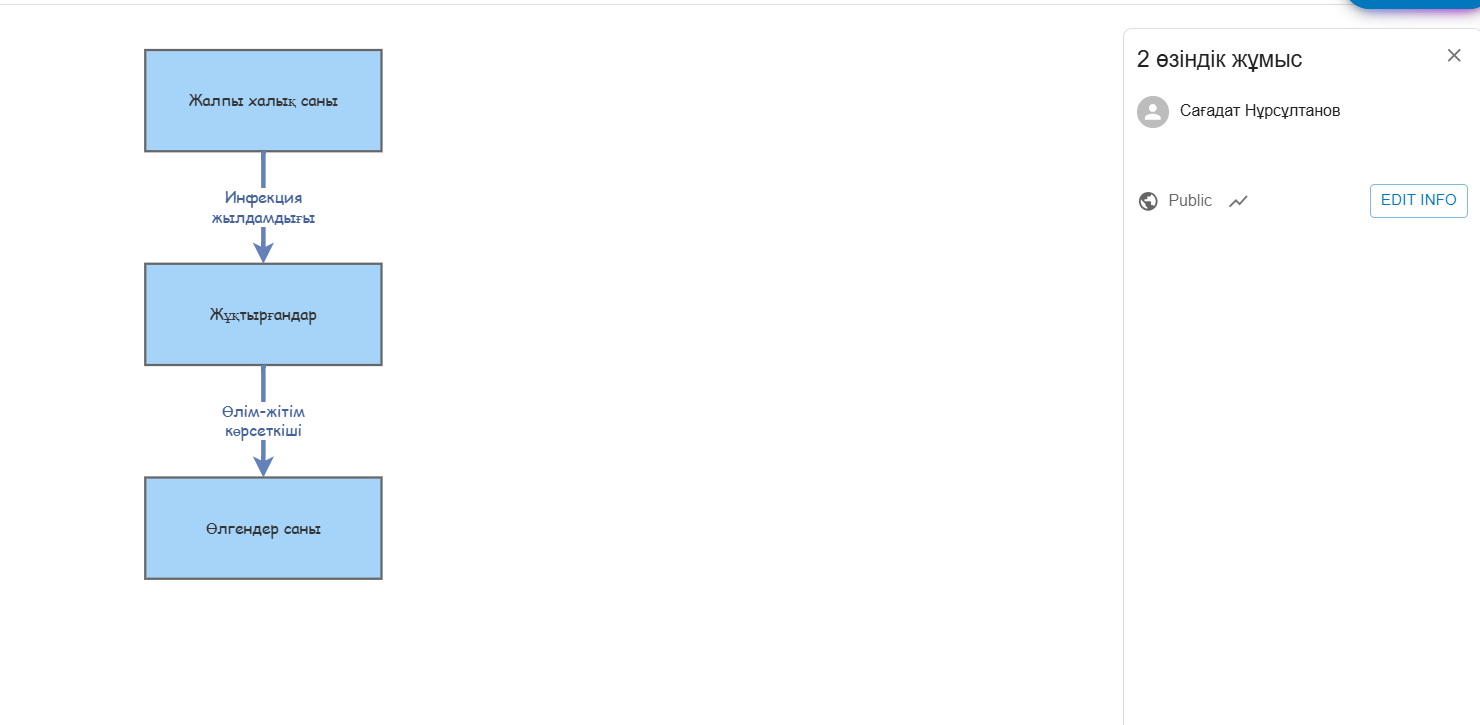 Жалпы халық саны
Инфекция
жылдамдығы
Жұқтырғандар
Өлім-жітім
көрсеткіші
Өлгендер саны
2 өзіндік жұмыс
Сағадат Нұрсұлтанов
Public
EDIT INFO